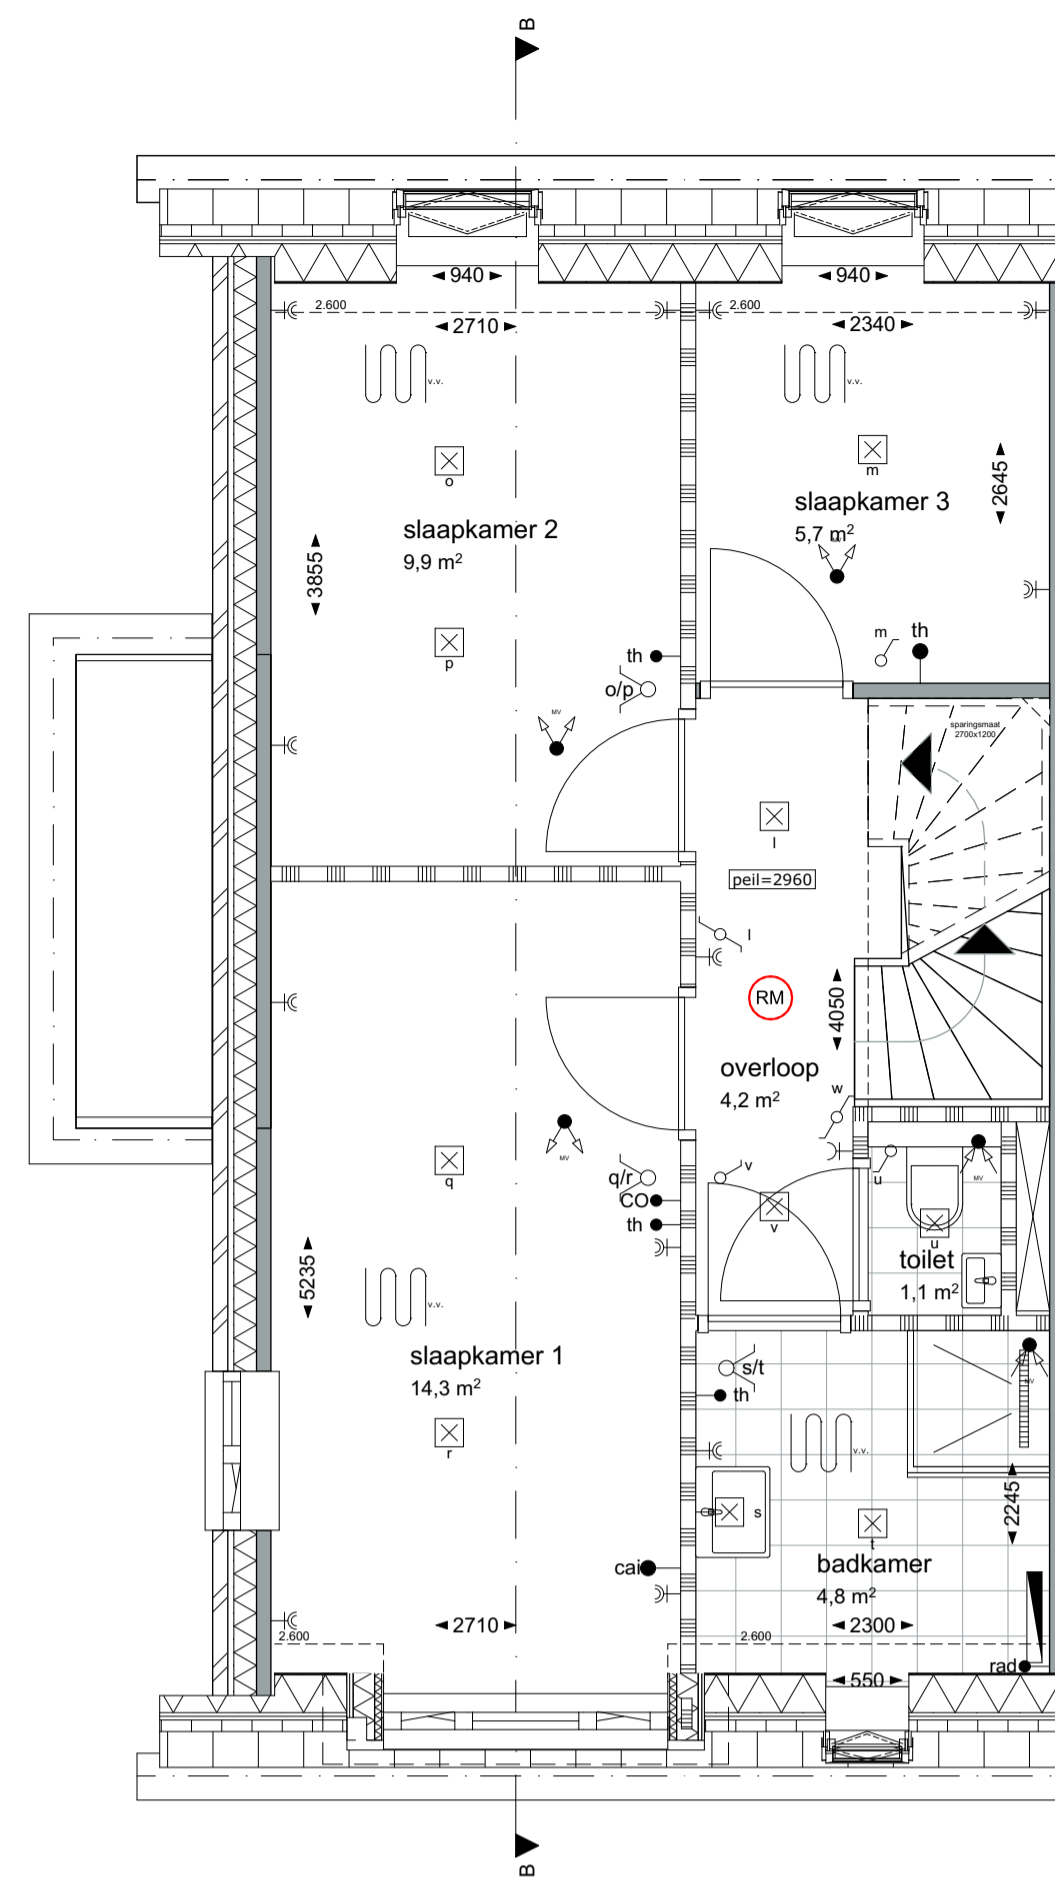 B
940
940
2.600
2.600
2710
2340
v.v.
v.v.
o
m
2645
slaapkamer 3
5,7 m²
slaapkamer 2
9,9 m²
3855
p
th
o/p
m
th
MV
sparingsmaat
2700x1200
l
peil=2960
l
RM
4050
overloop
4,2 m²
w
MV
q
q/r
CO
th
v
v
u
MV
u
toilet
1,1 m²
5235
v.v.
slaapkamer 1
14,3 m²
r
s/t
th
MV
v.v.
s
t
2245
badkamer
4,8 m²
cai
2710
2300
2.600
2.600
rad
550
B